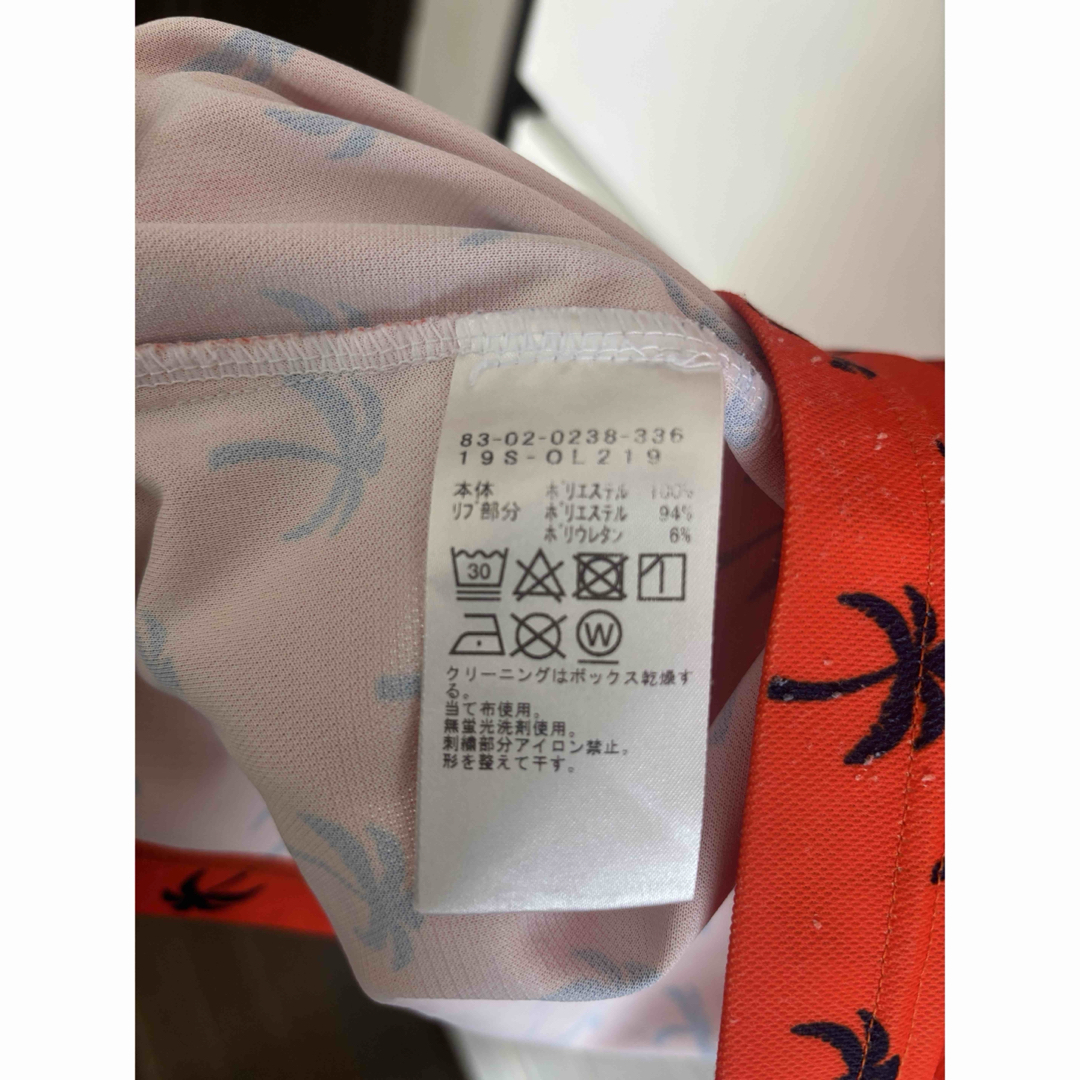 83-02-0238-336
19S-OL219
本体 ポリエステル 100%
リブ部分 ポリエステル 94%
ポリウレタン 6%
30
W
クリーニングはボックス乾燥す
る。
当て布使用。
無蛍光洗剤使用。
刺繍部分アイロン禁止。
形を整えて干す。